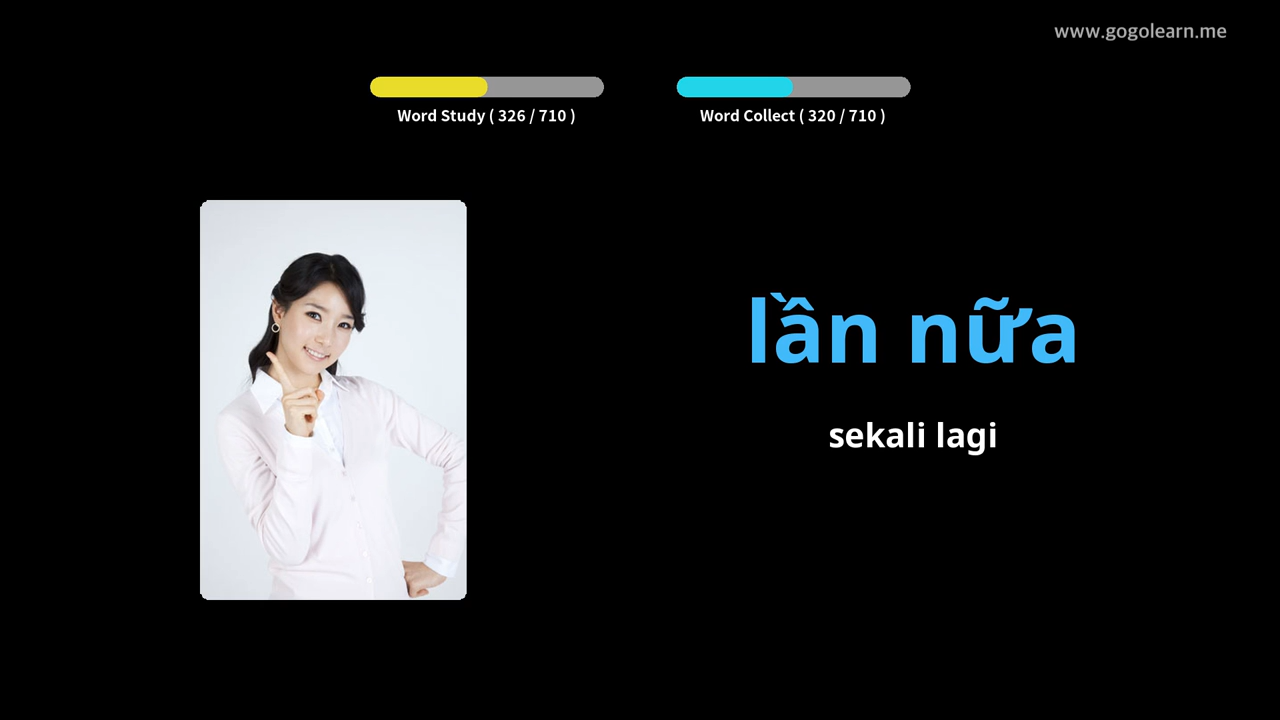 www.gogolearn.me
Word Study ( 326 / 710 )
Word Collect ( 320 / 710 )
lần nữa
sekali lagi